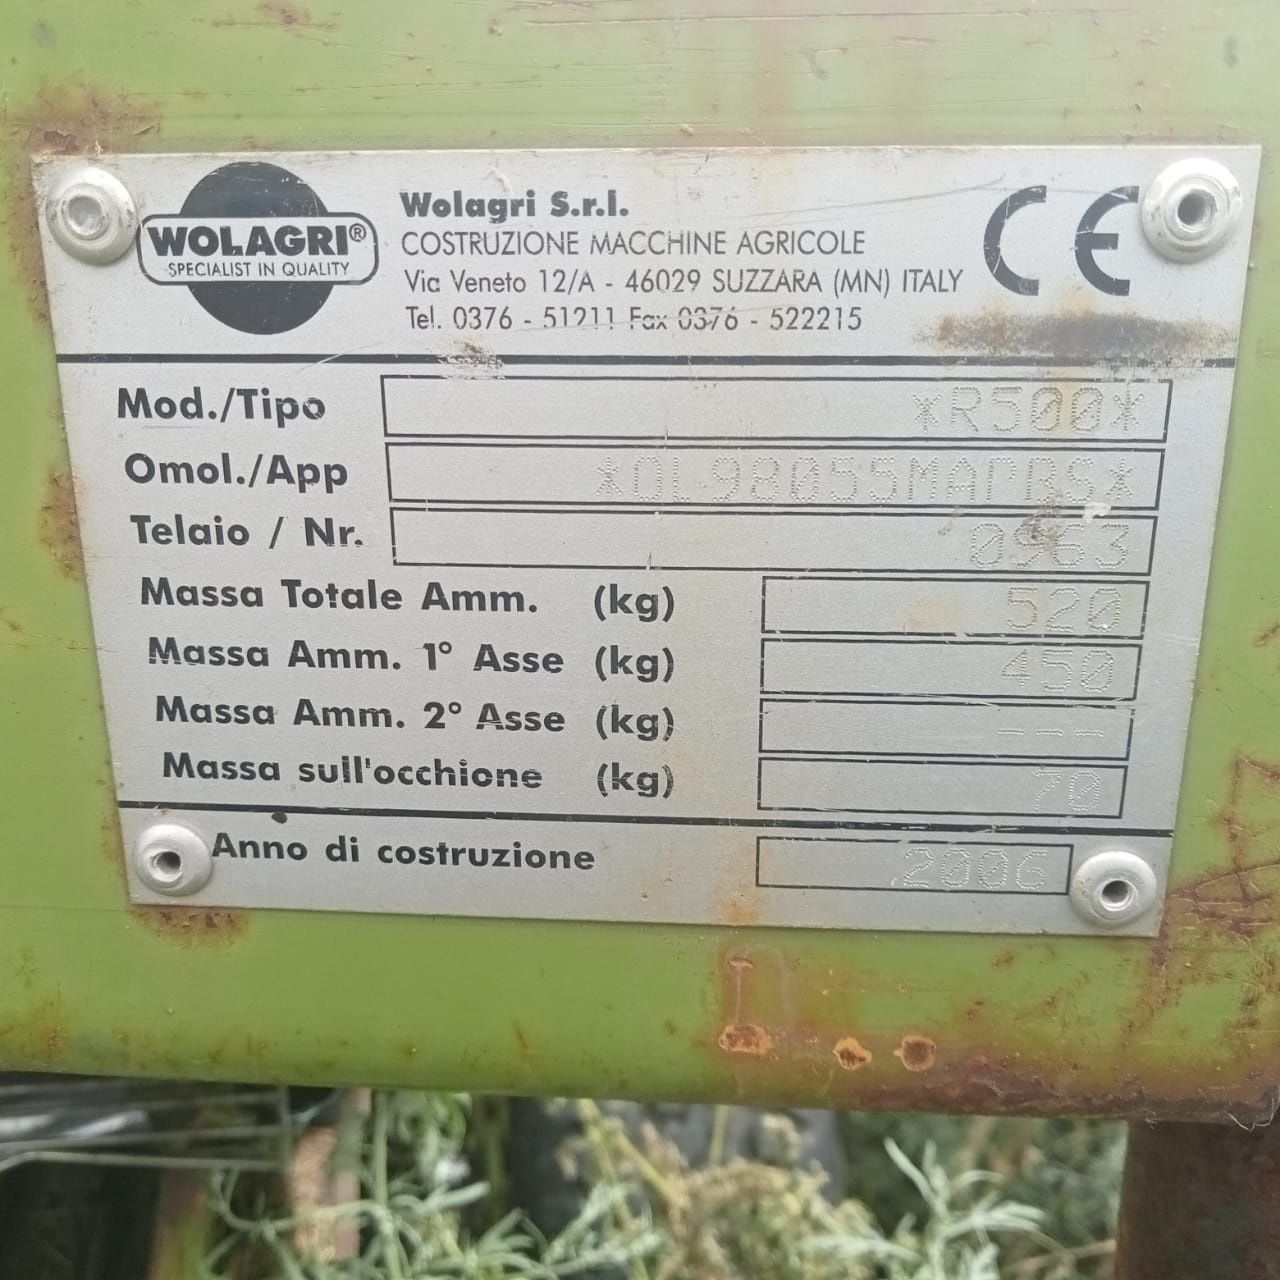 WOLAGRI®
SPECIALIST IN QUALITY
Wolagri S.r.l.
COSTRUZIONE MACCHINE AGRICOLE
Via Veneto 12/A - 46029 SUZZARA (MN) ITALY
Tel. 0376 - 51211 Fax 0376 - 522215
CE
Mod./Tipo *R500*
Omol./App
Telaio / Nr. 0963
Massa Totale Amm. (kg) 520
Massa Amm. 1° Asse (kg) 450
Massa Amm. 2° Asse (kg) ---
Massa sull'occhione (kg) 70
Anno di costruzione 2006